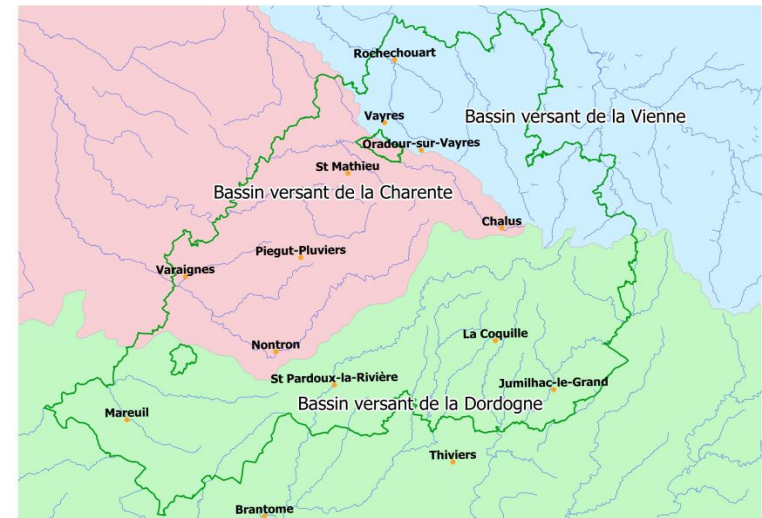 Rochechouart
Vayres
Bassin versant de la Vienne
Oradour-sur-Vayres
St Mathieu
Bassin versant de la Charente
Chalus
Piegut-Pluviers
Varaignes
La Coquille
Nontron
St Pardoux-la-Rivière
Jumilhac-le-Grand
Bassin versant de la Dordogne
Mareuil
Thiviers
Brantome